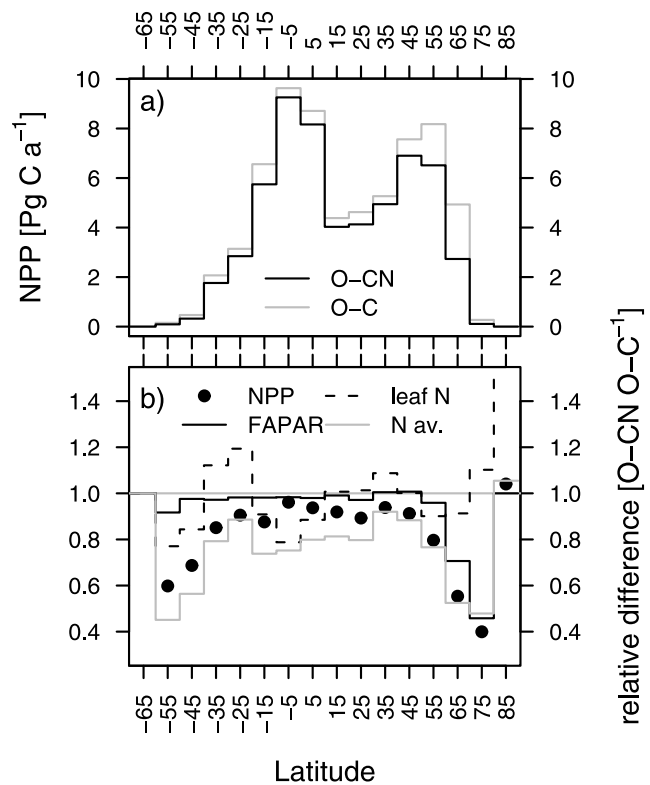 −65 −55 −45 −35 −25 −15 −5 5 15 25 35 45 55 65 75 85
a)
NPP [Pg C a⁻¹]
10
8
6
4
2
0
10
8
6
4
2
0
O−CN
O−C
b)
NPP
leaf N
FAPAR
N av.
1.4
1.2
1.0
0.8
0.6
0.4
1.4
1.2
1.0
0.8
0.6
0.4
relative difference [O−CN O−C⁻¹]
−65 −55 −45 −35 −25 −15 −5 5 15 25 35 45 55 65 75 85
Latitude